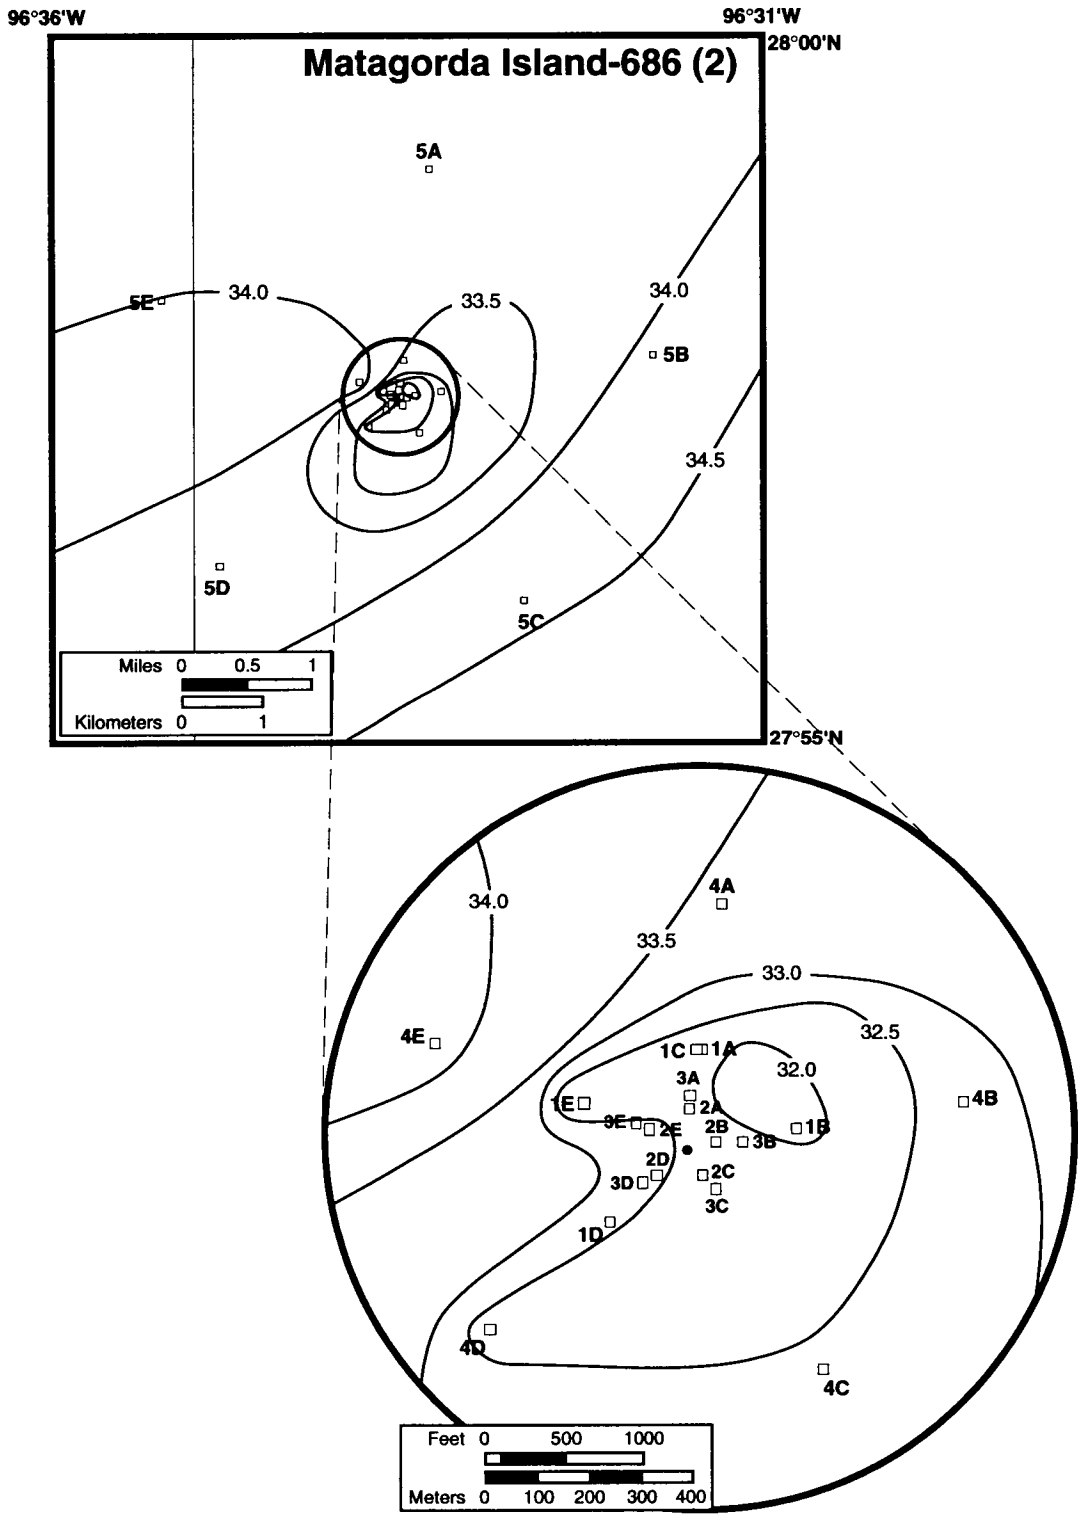 96°36'W
96°31'W
28°00'N
Matagorda Island-686 (2)
5A
5E
34.0
33.5
34.0
5B
34.5
5D
5C
Miles 0 0.5 1
Kilometers 0 1
27°55'N
4A
34.0
33.5
33.0
32.5
4E
1C 1A
32.0
3A
4B
1E
2A
3E
2E
2B
3B
1B
2D
2C
3D
3C
1D
4D
4C
Feet 0 500 1000
Meters 0 100 200 300 400